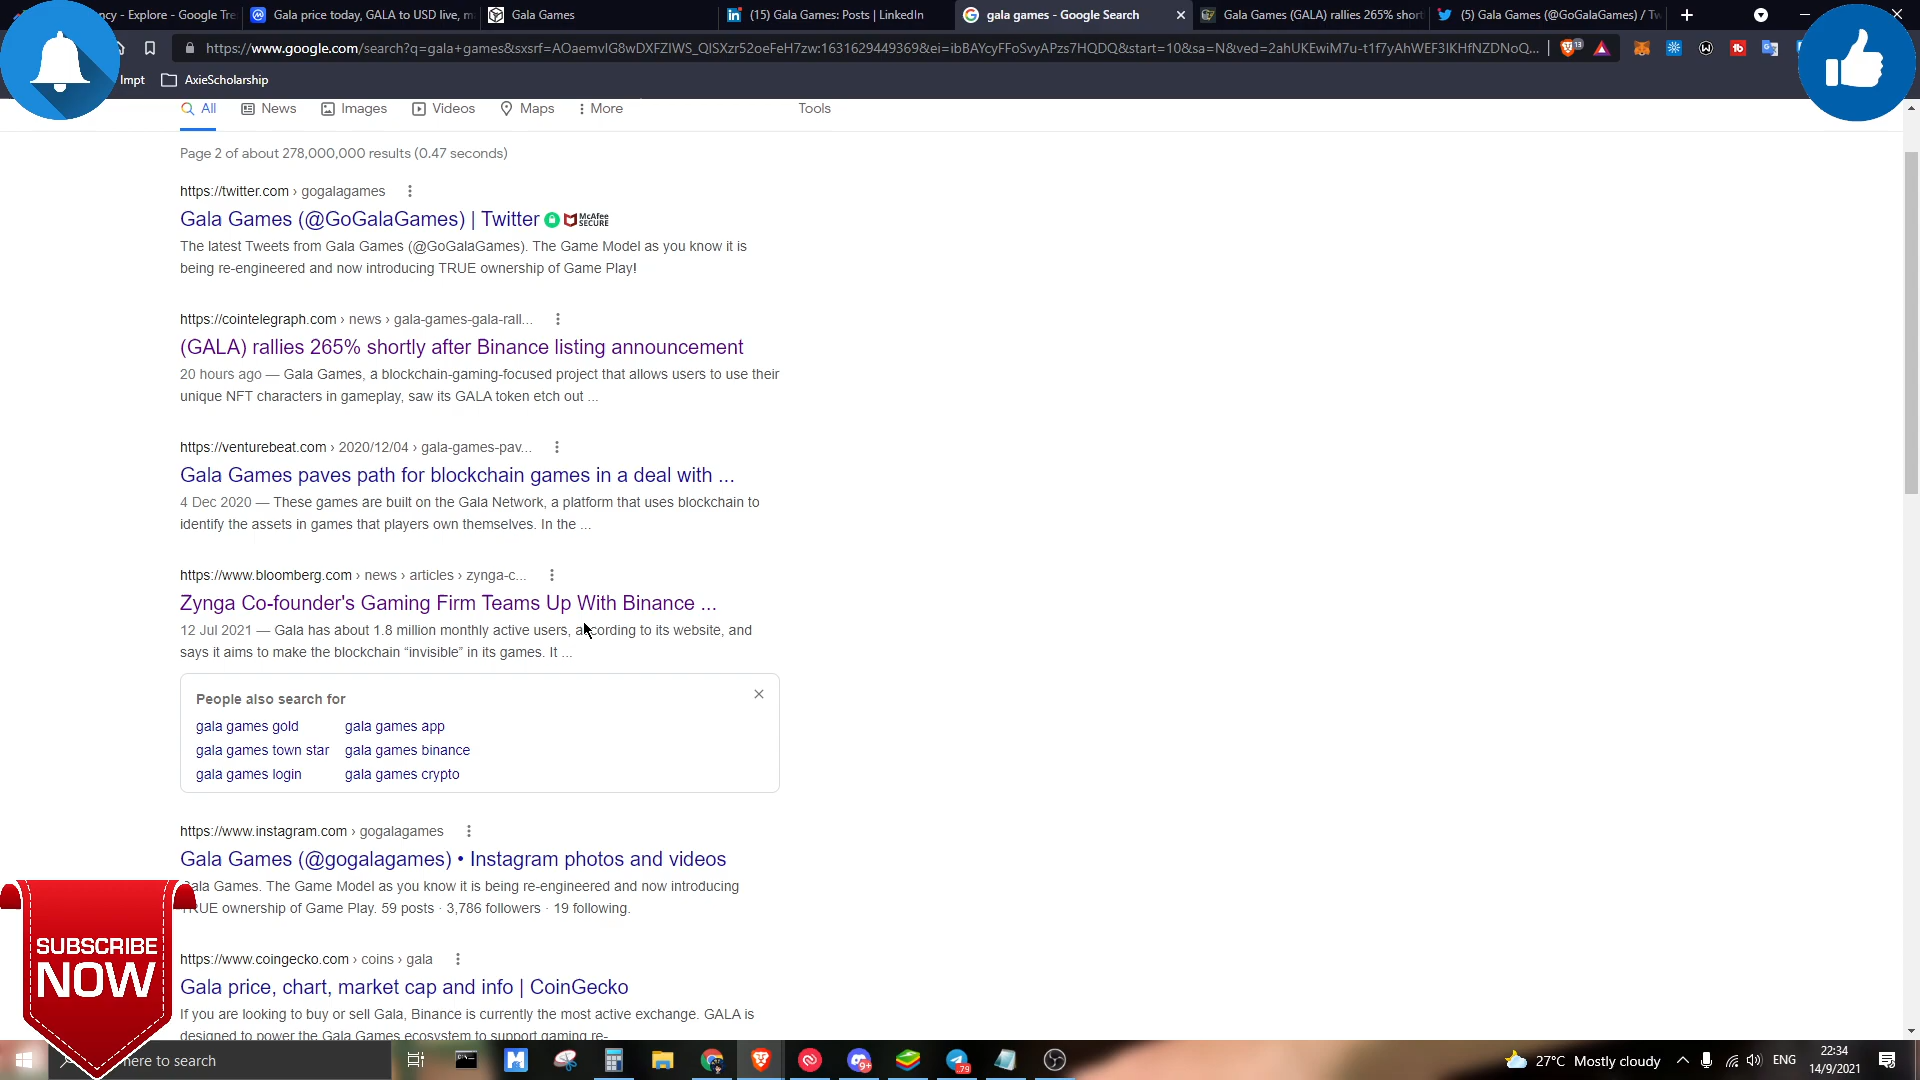 ncy - Explore - Google Tre
Gala price today, GALA to USD live, m
Gala Games
(15) Gala Games: Posts | LinkedIn
gala games - Google Search
Gala Games (GALA) rallies 265% short
(5) Gala Games (@GoGalaGames) / Tw
https://www.google.com/search?q=gala+games&sxsrf=AOaemvIG8wDXFZIWS_QISXzr52oeFeH7zw:1631629449369&ei=ibBAYcyFFoSvyAPzs7HQDQ&start=10&sa=N&ved=2ahUKEwiM7u-t1f7yAhWEF3IKHfNZDNoQ...
Impt
AxieScholarship
All
News
Images
Videos
Maps
More
Tools
Page 2 of about 278,000,000 results (0.47 seconds)
https://twitter.com › gogalagames
Gala Games (@GoGalaGames) | Twitter McAfee SECURE
The latest Tweets from Gala Games (@GoGalaGames). The Game Model as you know it is
being re-engineered and now introducing TRUE ownership of Game Play!
https://cointelegraph.com › news › gala-games-gala-rall...
(GALA) rallies 265% shortly after Binance listing announcement
20 hours ago — Gala Games, a blockchain-gaming-focused project that allows users to use their
unique NFT characters in gameplay, saw its GALA token etch out ...
https://venturebeat.com › 2020/12/04 › gala-games-pav...
Gala Games paves path for blockchain games in a deal with ...
4 Dec 2020 — These games are built on the Gala Network, a platform that uses blockchain to
identify the assets in games that players own themselves. In the ...
https://www.bloomberg.com › news › articles › zynga-c...
Zynga Co-founder's Gaming Firm Teams Up With Binance ...
12 Jul 2021 — Gala has about 1.8 million monthly active users, according to its website, and
says it aims to make the blockchain “invisible” in its games. It ...
People also search for
gala games gold
gala games app
gala games town star
gala games binance
gala games login
gala games crypto
https://www.instagram.com › gogalagames
Gala Games (@gogalagames) • Instagram photos and videos
ala Games. The Game Model as you know it is being re-engineered and now introducing
RUE ownership of Game Play. 59 posts · 3,786 followers · 19 following.
SUBSCRIBE
NOW
https://www.coingecko.com › coins › gala
Gala price, chart, market cap and info | CoinGecko
If you are looking to buy or sell Gala, Binance is currently the most active exchange. GALA is
designed to power the Gala Games ecosystem to support gaming re-
here to search
27°C Mostly cloudy
ENG
22:34
14/9/2021